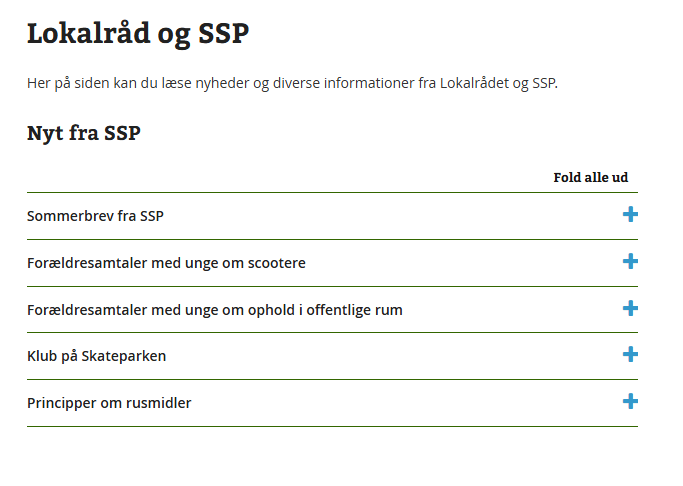 Lokalråd og SSP
Her på siden kan du læse nyheder og diverse informationer fra Lokalrådet og SSP.
Nyt fra SSP
Fold alle ud
Sommerbrev fra SSP
Forældresamtaler med unge om scootere
Forældresamtaler med unge om ophold i offentlige rum
Klub på Skateparken
Principper om rusmidler